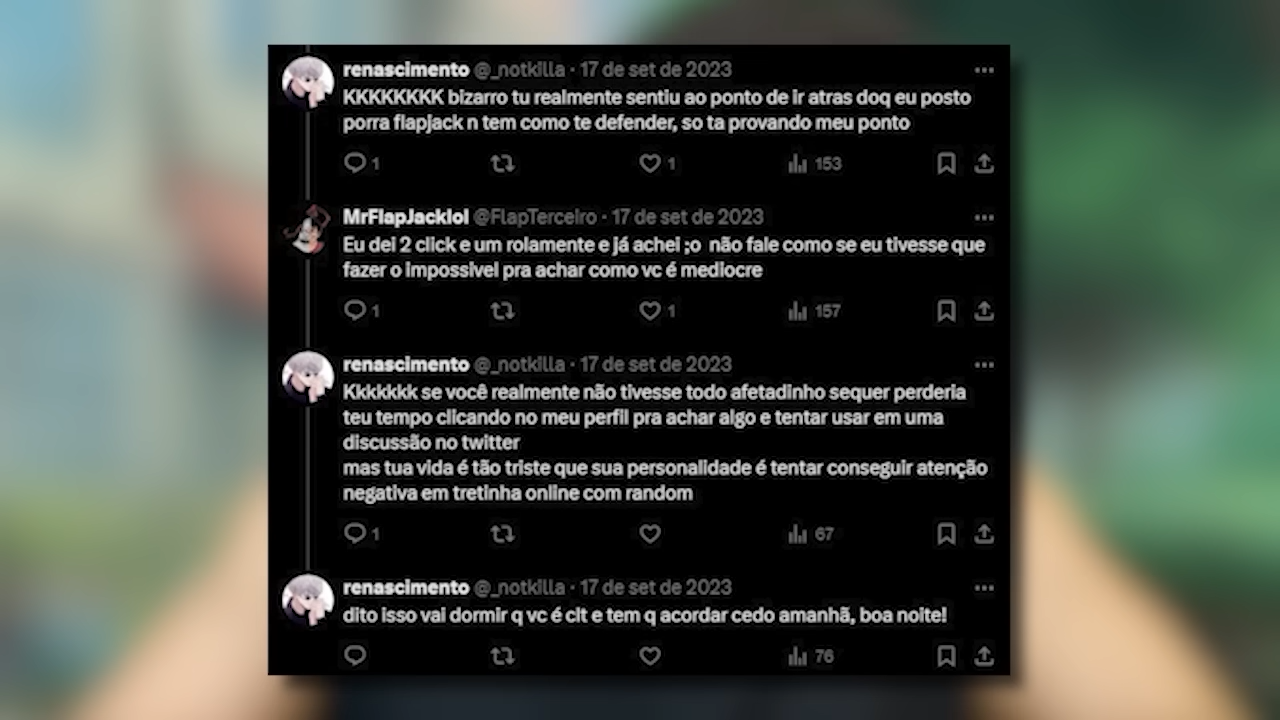 renascimento @_notkilla · 17 de set de 2023
KKKKKKKK bizarro tu realmente sentiu ao ponto de ir atras doq eu posto
porra flapjack n tem como te defender, so ta provando meu ponto
1 1 153
MrFlapJacklol @FlapTerceiro · 17 de set de 2023
Eu dei 2 click e um rolamente e já achei ;o não fale como se eu tivesse que
fazer o impossivel pra achar como vc é mediocre
1 1 157
renascimento @_notkilla · 17 de set de 2023
Kkkkkkk se você realmente não tivesse todo afetadinho sequer perderia
teu tempo clicando no meu perfil pra achar algo e tentar usar em uma
discussão no twitter
mas tua vida é tão triste que sua personalidade é tentar conseguir atenção
negativa em tretinha online com random
1 67
renascimento @_notkilla · 17 de set de 2023
dito isso vai dormir q vc é clt e tem q acordar cedo amanhã, boa noite!
76